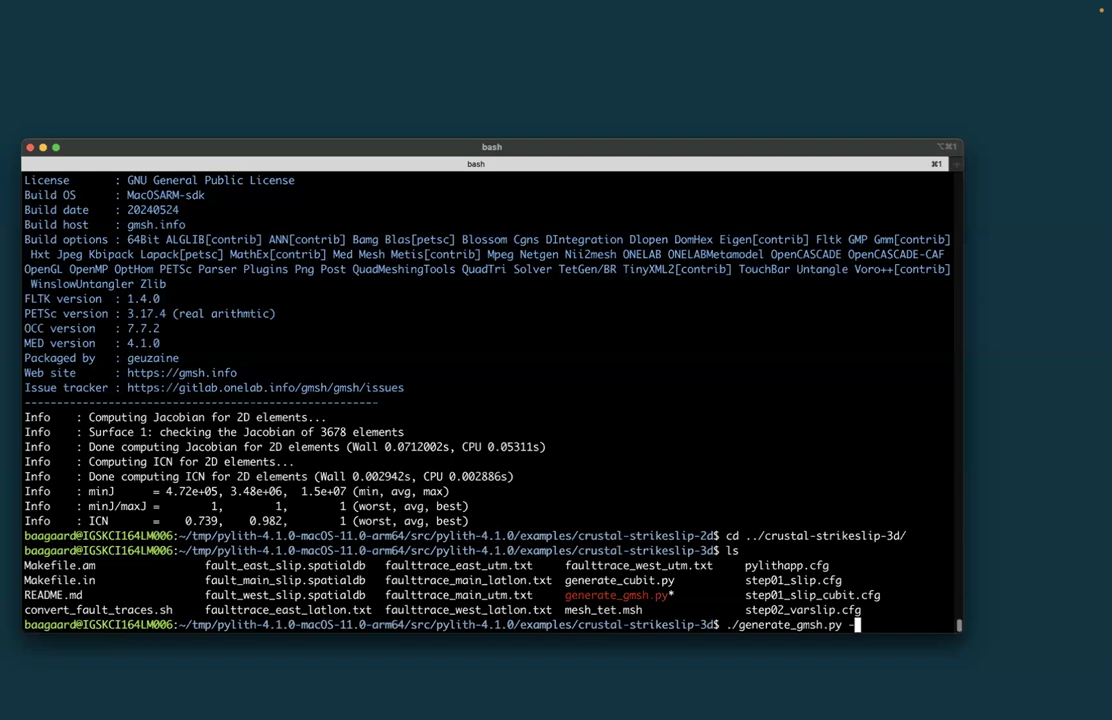 bash
⌥⌘1
bash
⌘1
License : GNU General Public License
Build OS : MacOSARM-sdk
Build date : 20240524
Build host : gmsh.info
Build options : 64Bit ALGLIB[contrib] ANN[contrib] Bamg Blas[petsc] Blossom Cgns DIntegration Dlopen DomHex Eigen[contrib] Fltk GMP Gmm[contrib]
Hxt Jpeg Kbipack Lapack[petsc] MathEx[contrib] Med Mesh Metis[contrib] Mpeg Netgen Nii2mesh ONELAB ONELABMetamodel OpenCASCADE OpenCASCADE-CAF
OpenGL OpenMP OptHom PETSc Parser Plugins Png Post QuadMeshingTools QuadTri Solver TetGen/BR TinyXML2[contrib] TouchBar Untangle Voro++[contrib]
WinslowUntangler Zlib
FLTK version : 1.4.0
PETSc version : 3.17.4 (real arithmtic)
OCC version : 7.7.2
MED version : 4.1.0
Packaged by : geuzaine
Web site : https://gmsh.info
Issue tracker : https://gitlab.onelab.info/gmsh/gmsh/issues
-------------------------------------------------------
Info : Computing Jacobian for 2D elements...
Info : Surface 1: checking the Jacobian of 3678 elements
Info : Done computing Jacobian for 2D elements (Wall 0.0712002s, CPU 0.05311s)
Info : Computing ICN for 2D elements...
Info : Done computing ICN for 2D elements (Wall 0.002942s, CPU 0.002886s)
Info : minJ = 4.72e+05, 3.48e+06, 1.5e+07 (min, avg, max)
Info : minJ/maxJ = 1, 1, 1 (worst, avg, best)
Info : ICN = 0.739, 0.982, 1 (worst, avg, best)
baagaard@IGSKCI164LM006:~/tmp/pylith-4.1.0-macOS-11.0-arm64/src/pylith-4.1.0/examples/crustal-strikeslip-2d$ cd ../crustal-strikeslip-3d/
baagaard@IGSKCI164LM006:~/tmp/pylith-4.1.0-macOS-11.0-arm64/src/pylith-4.1.0/examples/crustal-strikeslip-3d$ ls
Makefile.am fault_east_slip.spatialdb faulttrace_east_utm.txt faulttrace_west_utm.txt pylithapp.cfg
Makefile.in fault_main_slip.spatialdb faulttrace_main_latlon.txt generate_cubit.py step01_slip.cfg
README.md fault_west_slip.spatialdb faulttrace_main_utm.txt generate_gmsh.py* step01_slip_cubit.cfg
convert_fault_traces.sh faulttrace_east_latlon.txt faulttrace_west_latlon.txt mesh_tet.msh step02_varslip.cfg
baagaard@IGSKCI164LM006:~/tmp/pylith-4.1.0-macOS-11.0-arm64/src/pylith-4.1.0/examples/crustal-strikeslip-3d$ ./generate_gmsh.py -